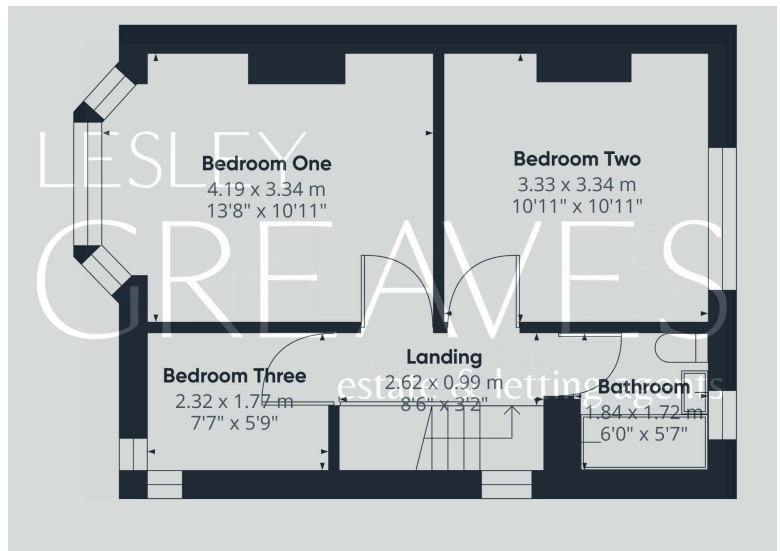 LESLEY
GREAVES
estate & letting agents
Bedroom One
4.19 x 3.34 m
13'8" x 10'11"
Bedroom Two
3.33 x 3.34 m
10'11" x 10'11"
Landing
2.62 x 0.99 m
8'6" x 3'2"
Bedroom Three
2.32 x 1.77 m
7'7" x 5'9"
Bathroom
1.84 x 1.72 m
6'0" x 5'7"